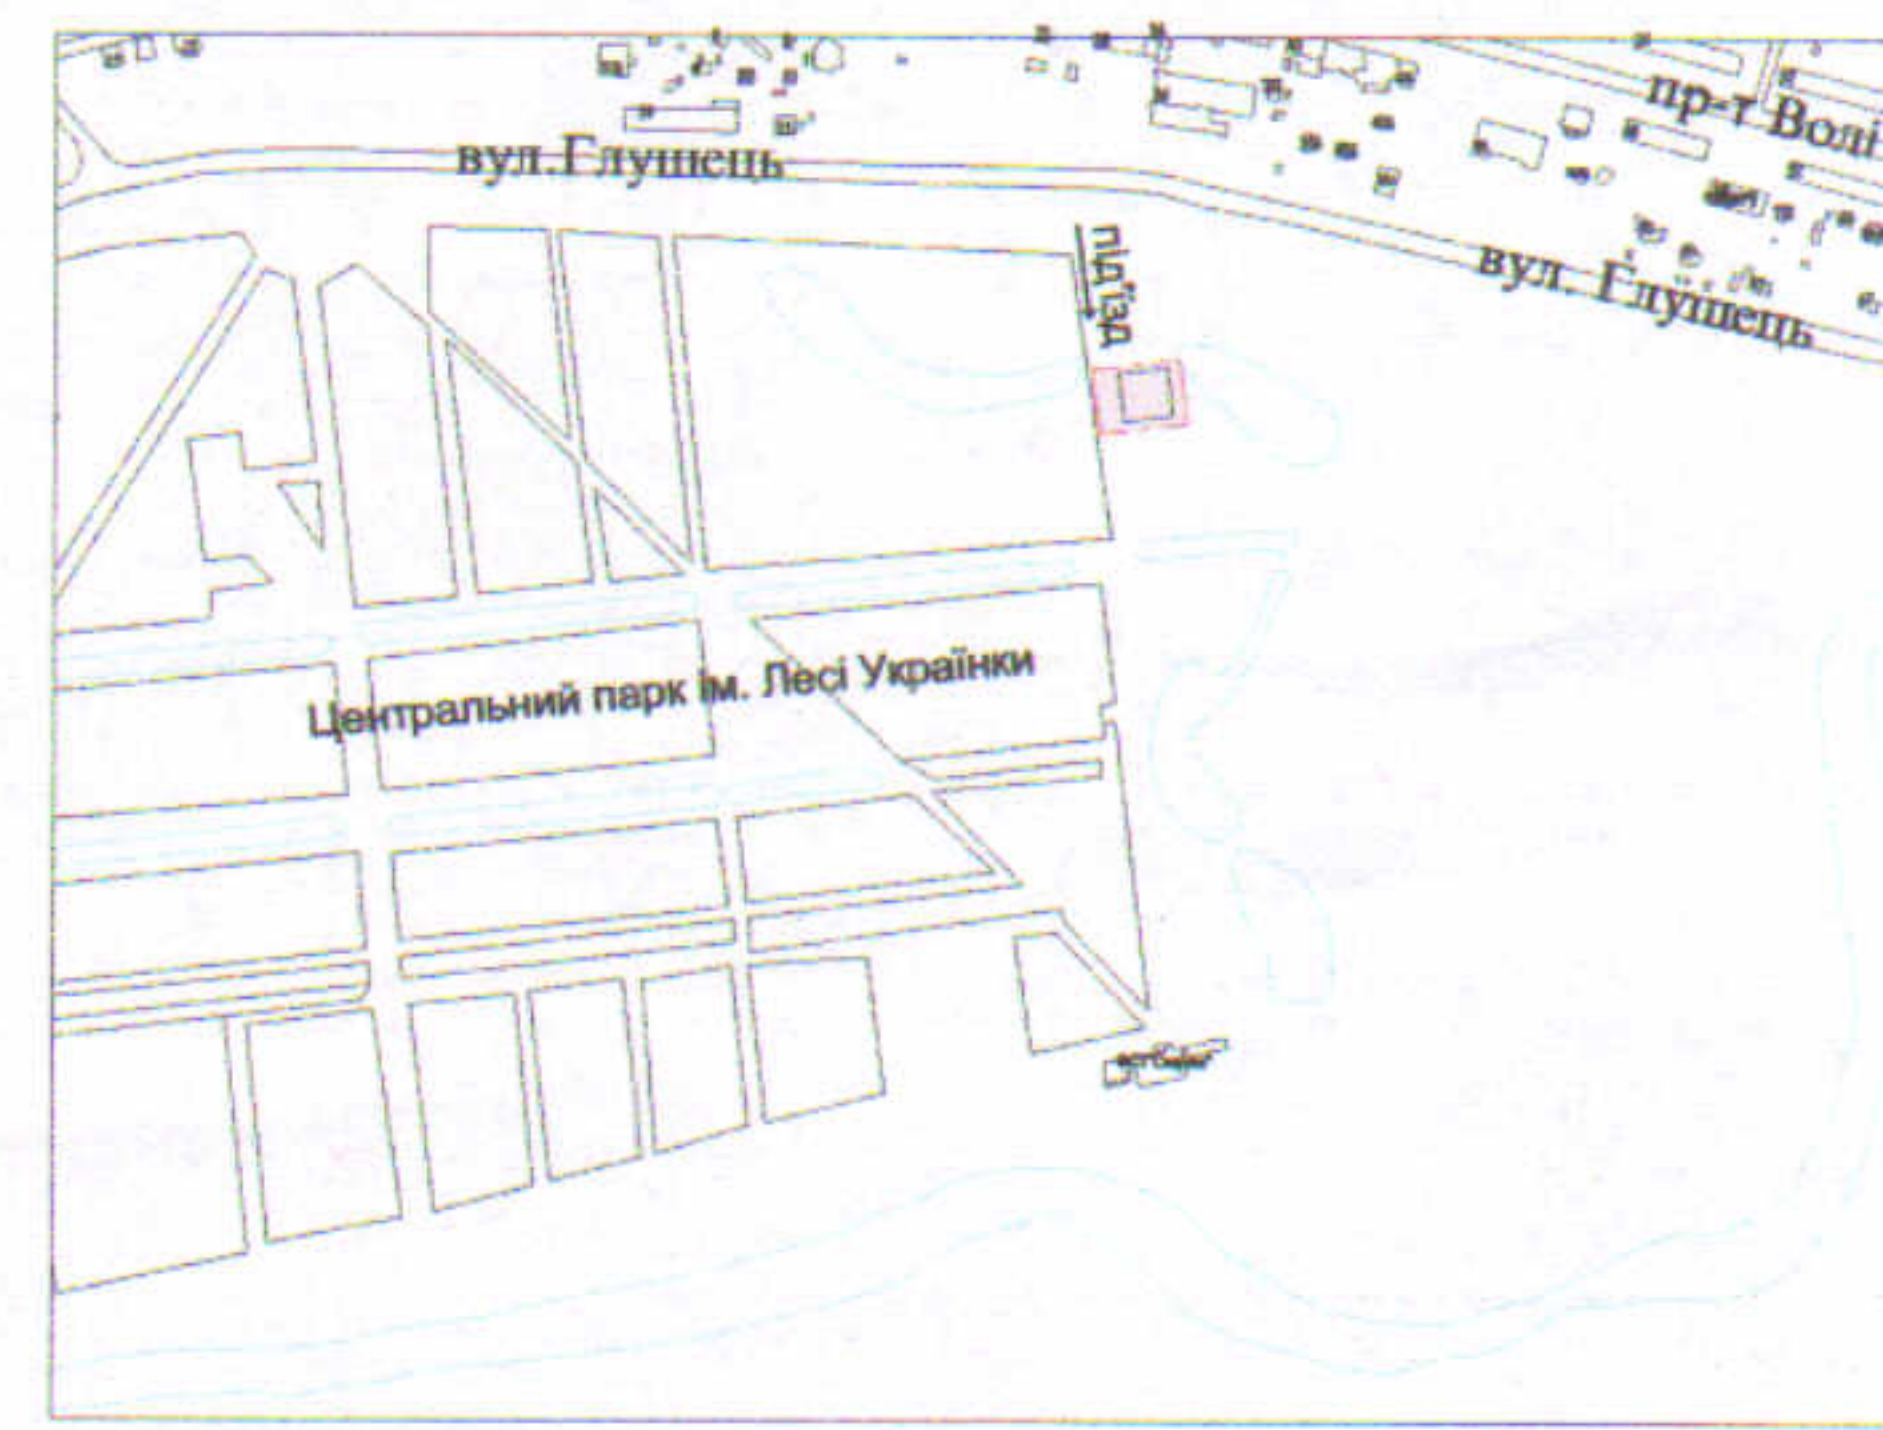 пр-т Волі
вул.Глушець
вул. Глушець
під'їзд
Центральний парк ім. Лесі Українки